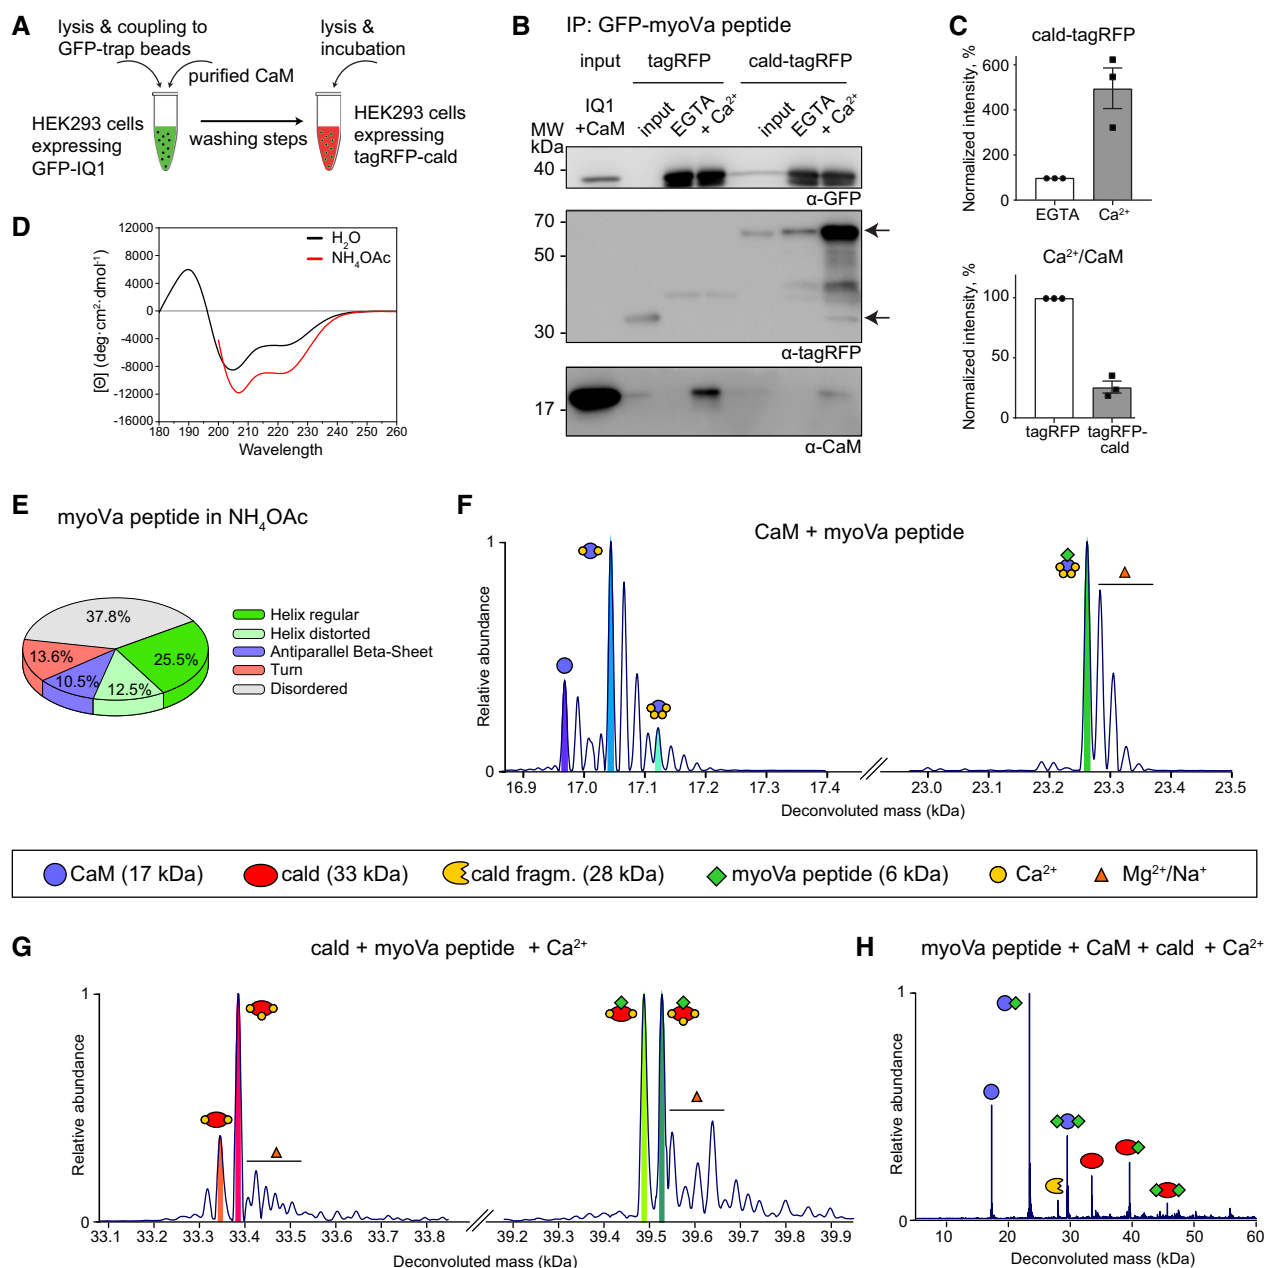 A
lysis & coupling to
GFP-trap beads
purified CaM
lysis &
incubation
HEK293 cells
expressing
GFP-IQ1
washing steps
HEK293 cells
expressing
tagRFP-cald
B
IP: GFP-myoVa peptide
input
tagRFP
cald-tagRFP
IQ1
+CaM
input
EGTA
+ Ca²⁺
input
EGTA
+ Ca²⁺
MW
kDa
40
α-GFP
70
50
30
α-tagRFP
17
α-CaM
C
cald-tagRFP
Normalized intensity, %
600
400
200
0
EGTA
Ca²⁺
Ca²⁺/CaM
Normalized intensity, %
100
50
0
tagRFP
tagRFP-
cald
D
[Θ] (deg·cm²·dmol⁻¹)
12000
8000
4000
0
-4000
-8000
-12000
-16000
H₂O
NH₄OAc
180 190 200 210 220 230 240 250 260
Wavelength
E
myoVa peptide in NH₄OAc
37.8%
13.6%
10.5%
12.5%
25.5%
Helix regular
Helix distorted
Antiparallel Beta-Sheet
Turn
Disordered
F
CaM + myoVa peptide
Relative abundance
1
0
16.9 17.0 17.1 17.2 17.3 17.4 23.0 23.1 23.2 23.3 23.4 23.5
Deconvoluted mass (kDa)
CaM (17 kDa)
cald (33 kDa)
cald fragm. (28 kDa)
myoVa peptide (6 kDa)
Ca²⁺
Mg²⁺/Na⁺
G
cald + myoVa peptide + Ca²⁺
Relative abundance
1
0
33.1 33.2 33.3 33.4 33.5 33.6 33.7 33.8 39.2 39.3 39.4 39.5 39.6 39.7 39.8 39.9
Deconvoluted mass (kDa)
H
myoVa peptide + CaM + cald + Ca²⁺
Relative abundance
1
0
10 20 30 40 50 60
Deconvoluted mass (kDa)